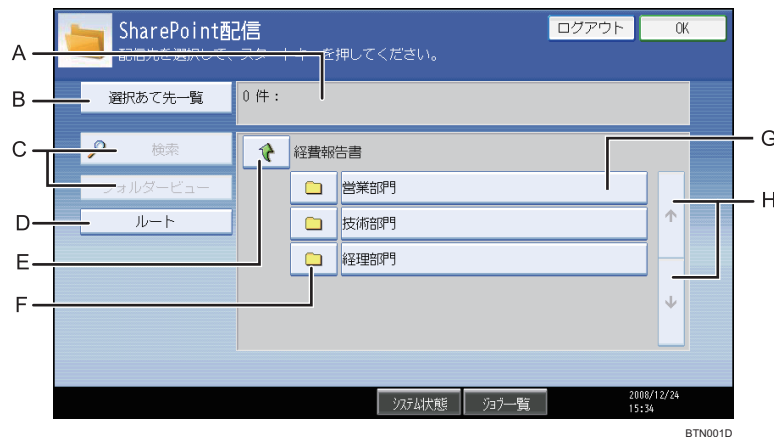 SharePoint配信
ログアウト
OK
配信先を選択して、スタートキーを押してください。
A
B
選択あて先一覧
0 件：
C
検索
経費報告書
G
フォルダービュー
営業部門
H
D
ルート
技術部門
E
経理部門
F
システム状態
ジョブ一覧
2008/12/24
15:34
BTN001D